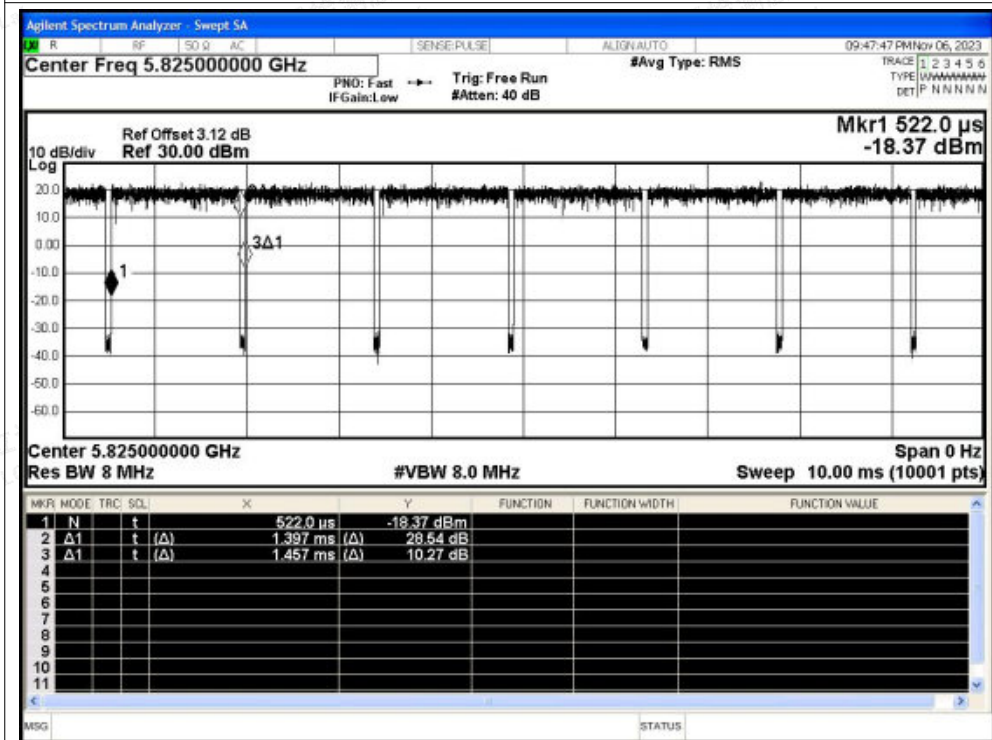 Agilent Spectrum Analyzer - Swept SA
R RF 50 Ω AC SENSE:PULSE ALIGN AUTO 09:47:47 PM Nov 06, 2023
Center Freq 5.825000000 GHz #Avg Type: RMS TRACE 1 2 3 4 5 6
PNO: Fast Trig: Free Run TYPE WWWWWWW
IFGain:Low #Atten: 40 dB DET P N N N N N
Mkr1 522.0 µs
Ref Offset 3.12 dB
10 dB/div Ref 30.00 dBm -18.37 dBm
Log
20.0
10.0
0.00 3Δ1
-10.0 1
-20.0
-30.0
-40.0
-50.0
-60.0
Center 5.825000000 GHz Span 0 Hz
Res BW 8 MHz #VBW 8.0 MHz Sweep 10.00 ms (10001 pts)
MKR MODE TRC SCL X Y FUNCTION FUNCTION WIDTH FUNCTION VALUE
1 N t 522.0 µs -18.37 dBm
2 Δ1 t (Δ) 1.397 ms (Δ) 28.54 dB
3 Δ1 t (Δ) 1.457 ms (Δ) 10.27 dB
4
5
6
7
8
9
10
11
MSG STATUS